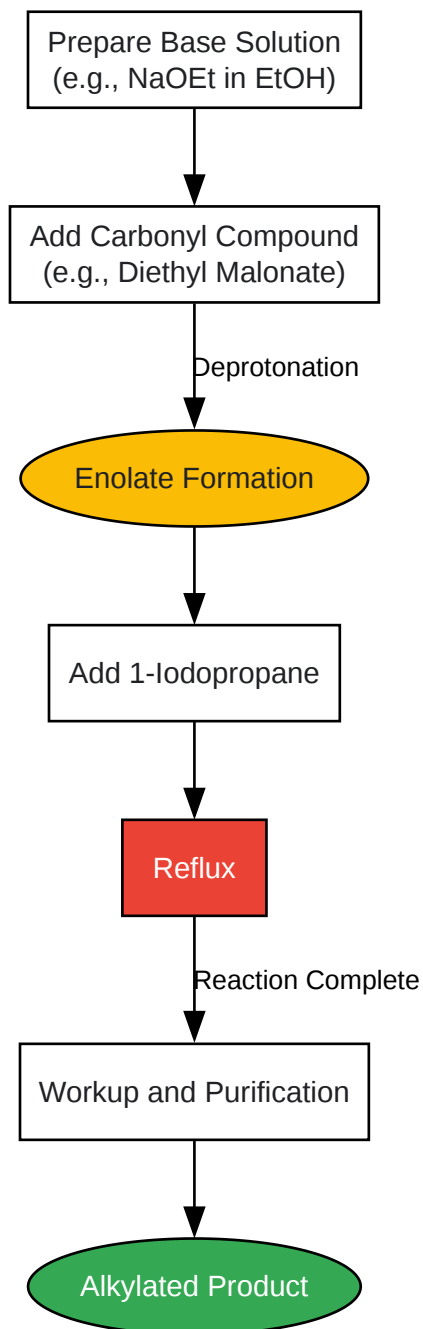 Prepare Base Solution
(e.g., NaOEt in EtOH)
Add Carbonyl Compound
(e.g., Diethyl Malonate)
Deprotonation
Enolate Formation
Add 1-Iodopropane
Reflux
Reaction Complete
Workup and Purification
Alkylated Product